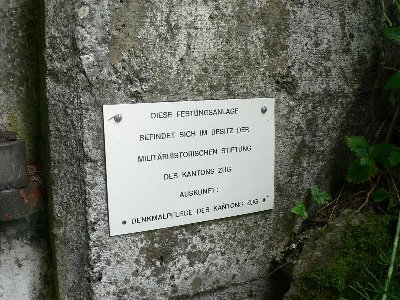 DIESE FESTUNGSANLAGE
BEFINDET SICH IM BESITZ DER
MILITÄRHISTORISCHEN STIFTUNG
DES KANTONS ZUG
AUSKUNFT:
DENKMALPFLEGE DES KANTONS ZUG